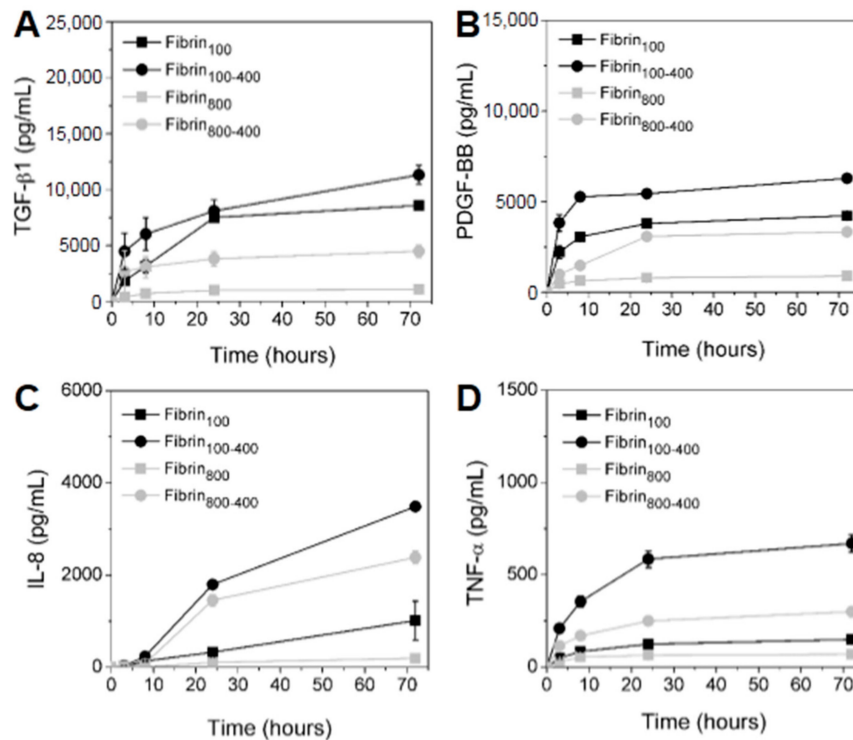 A
TGF-β1 (pg/mL)
25,000
20,000
15,000
10,000
5000
0
Fibrin100
Fibrin100-400
Fibrin800
Fibrin800-400
0 10 20 30 40 50 60 70
Time (hours)
B
PDGF-BB (pg/mL)
15,000
10,000
5000
0
Fibrin100
Fibrin100-400
Fibrin800
Fibrin800-400
0 10 20 30 40 50 60 70
Time (hours)
C
IL-8 (pg/mL)
6000
4000
2000
0
Fibrin100
Fibrin100-400
Fibrin800
Fibrin800-400
0 10 20 30 40 50 60 70
Time (hours)
D
TNF-α (pg/mL)
1500
1000
500
0
Fibrin100
Fibrin100-400
Fibrin800
Fibrin800-400
0 10 20 30 40 50 60 70
Time (hours)